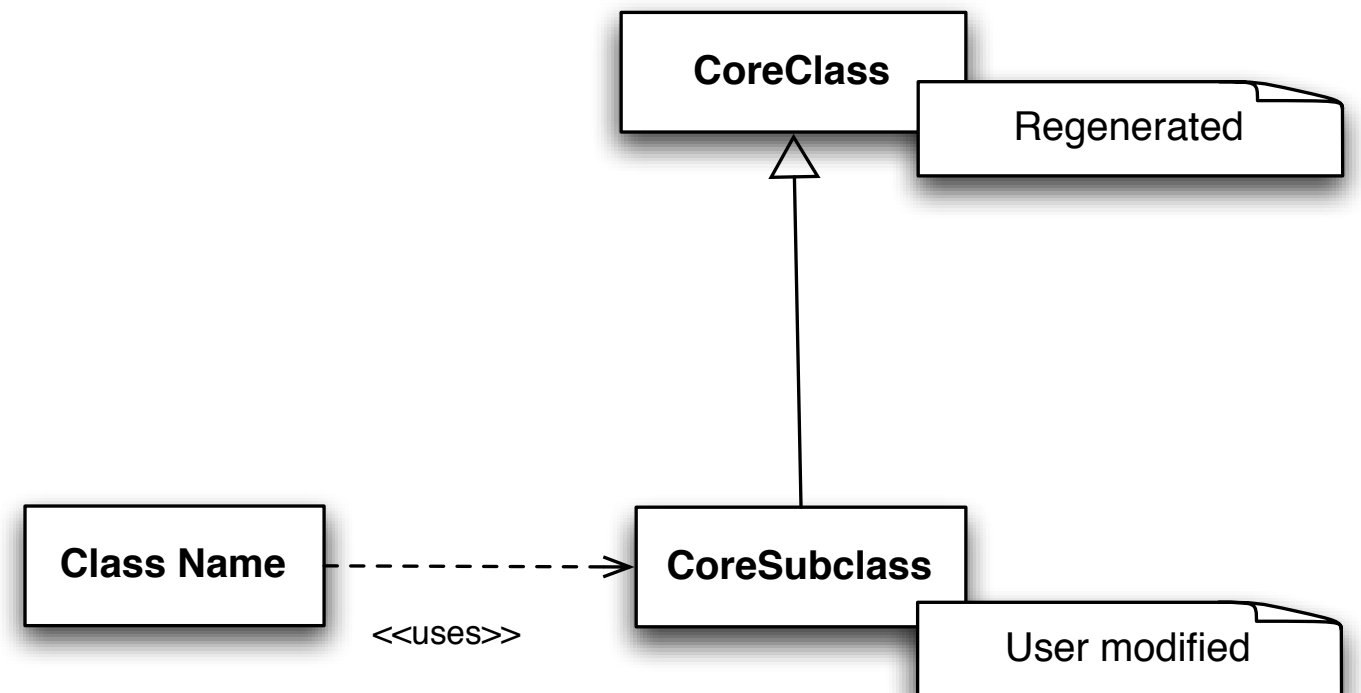 CoreClass
Regenerated
Class Name
<<uses>>
CoreSubclass
User modified